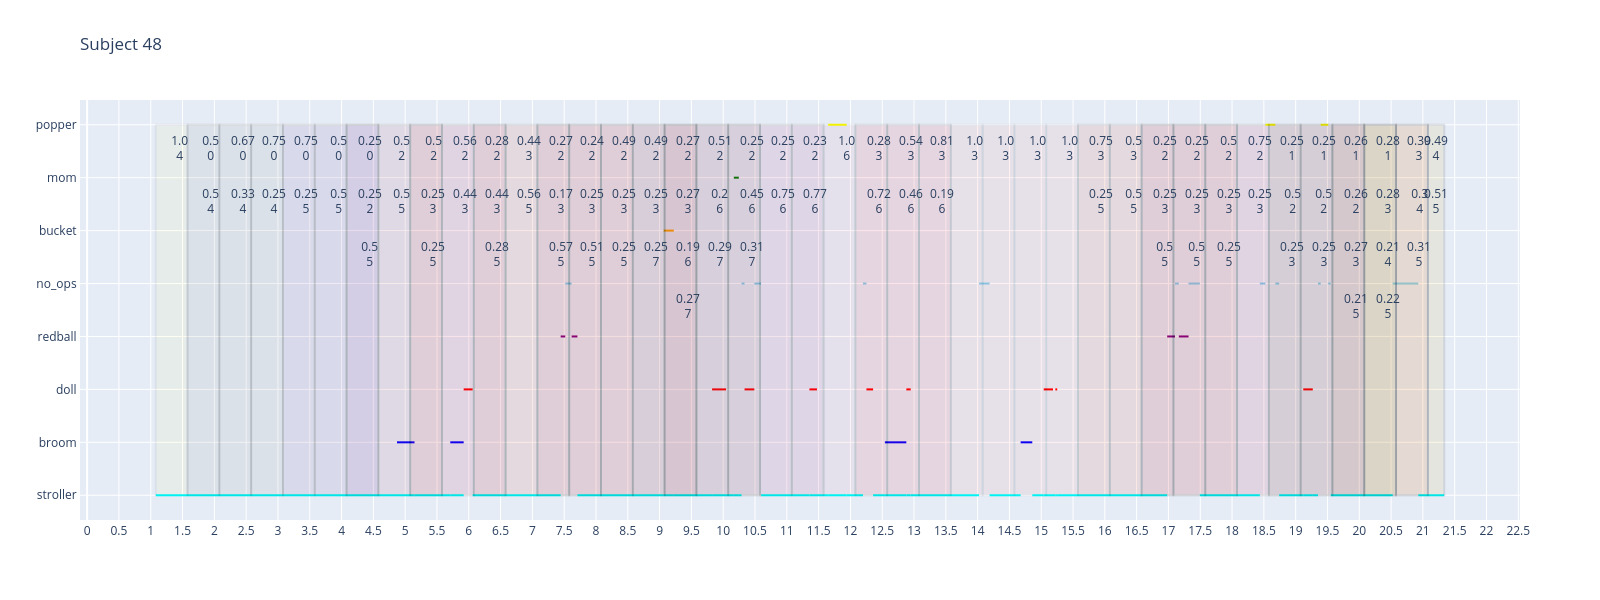 Subject 48
popper
1.0 0.5 0.67 0.75 0.75 0.5 0.25 0.5 0.5 0.56 0.28 0.44 0.27 0.24 0.49 0.49 0.27 0.51 0.25 0.25 0.23 1.0 0.28 0.54 0.81 1.0 1.0 1.0 1.0 0.75 0.5 0.25 0.25 0.5 0.75 0.25 0.25 0.26 0.28 0.39 0.49
4 0 0 0 0 0 0 2 2 2 2 3 2 2 2 2 2 2 2 2 2 6 3 3 3 3 3 3 3 3 3 2 2 2 2 1 1 1 1 3 4
mom
0.5 0.33 0.25 0.25 0.5 0.25 0.5 0.25 0.44 0.44 0.56 0.17 0.25 0.25 0.25 0.27 0.2 0.45 0.75 0.77 0.72 0.46 0.19 0.25 0.5 0.25 0.25 0.25 0.25 0.5 0.5 0.26 0.28 0.3 0.51
4 4 4 5 5 2 5 3 3 3 5 3 3 3 3 3 6 6 6 6 6 6 6 5 5 3 3 3 3 2 2 2 3 4 5
bucket
0.5 0.25 0.28 0.57 0.51 0.25 0.25 0.19 0.29 0.31 0.5 0.5 0.25 0.25 0.25 0.27 0.21 0.31
5 5 5 5 5 5 7 6 7 7 5 5 5 3 3 3 4 5
no_ops
0.27 0.21 0.22
7 5 5
redball
doll
broom
stroller
0 0.5 1 1.5 2 2.5 3 3.5 4 4.5 5 5.5 6 6.5 7 7.5 8 8.5 9 9.5 10 10.5 11 11.5 12 12.5 13 13.5 14 14.5 15 15.5 16 16.5 17 17.5 18 18.5 19 19.5 20 20.5 21 21.5 22 22.5